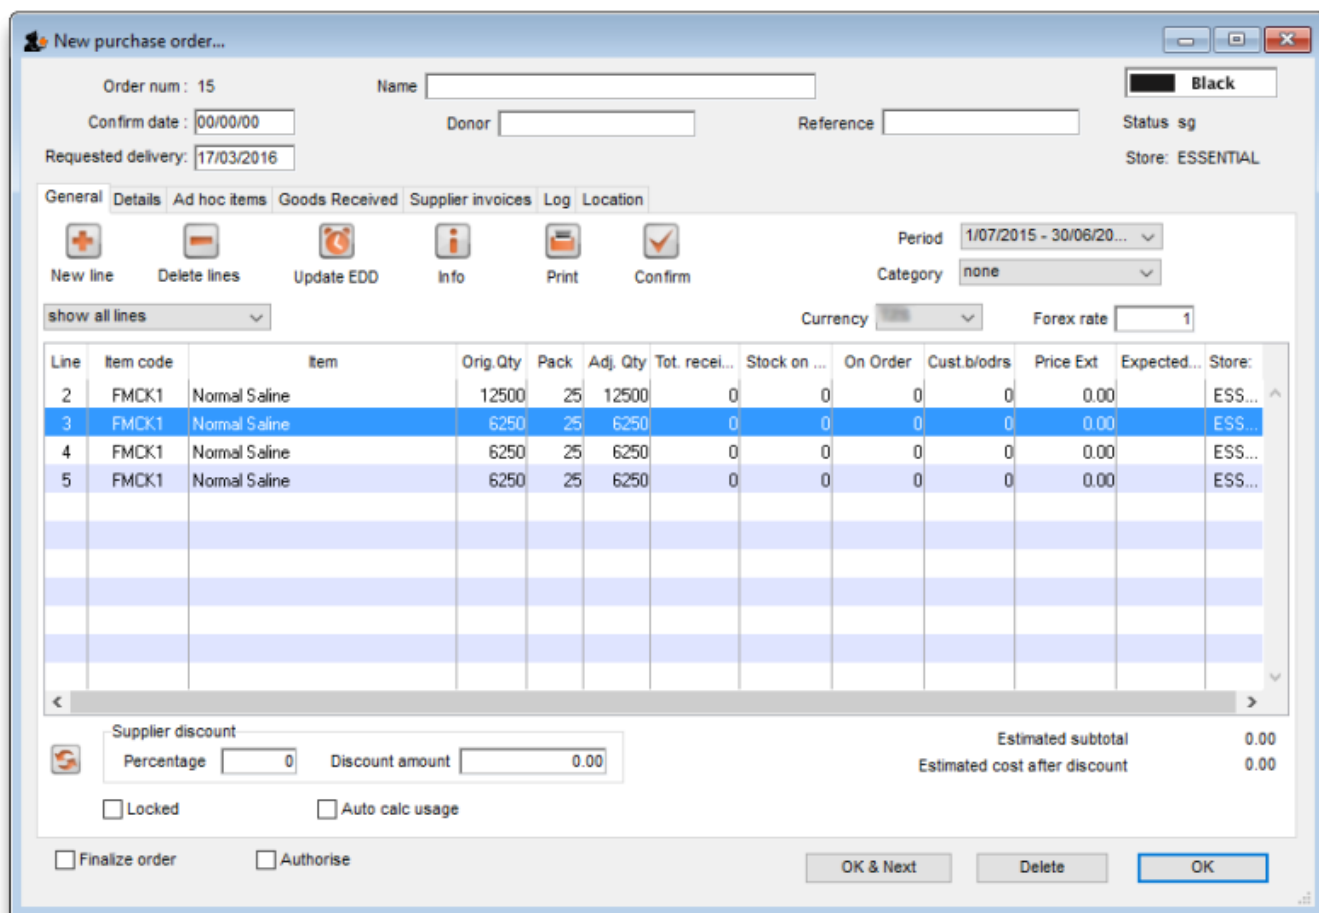 New purchase order...
Order num : 15
Name
Black
Confirm date : 00/00/00
Donor
Reference
Status sg
Requested delivery: 17/03/2016
Store: ESSENTIAL
General Details Ad hoc items Goods Received Supplier invoices Log Location
New line Delete lines Update EDD Info Print Confirm
Period 1/07/2015 - 30/06/20...
Category none
show all lines
Currency
Forex rate 1
Line Item code Item Orig.Qty Pack Adj. Qty Tot. recei... Stock on ... On Order Cust.b/odrs Price Ext Expected... Store:
2 FMCK1 Normal Saline 12500 25 12500 0 0 0 0 0.00 ESS...
3 FMCK1 Normal Saline 6250 25 6250 0 0 0 0 0.00 ESS...
4 FMCK1 Normal Saline 6250 25 6250 0 0 0 0 0.00 ESS...
5 FMCK1 Normal Saline 6250 25 6250 0 0 0 0 0.00 ESS...
Supplier discount
Percentage 0 Discount amount 0.00
Estimated subtotal 0.00
Estimated cost after discount 0.00
Locked Auto calc usage
Finalize order Authorise
OK & Next Delete OK